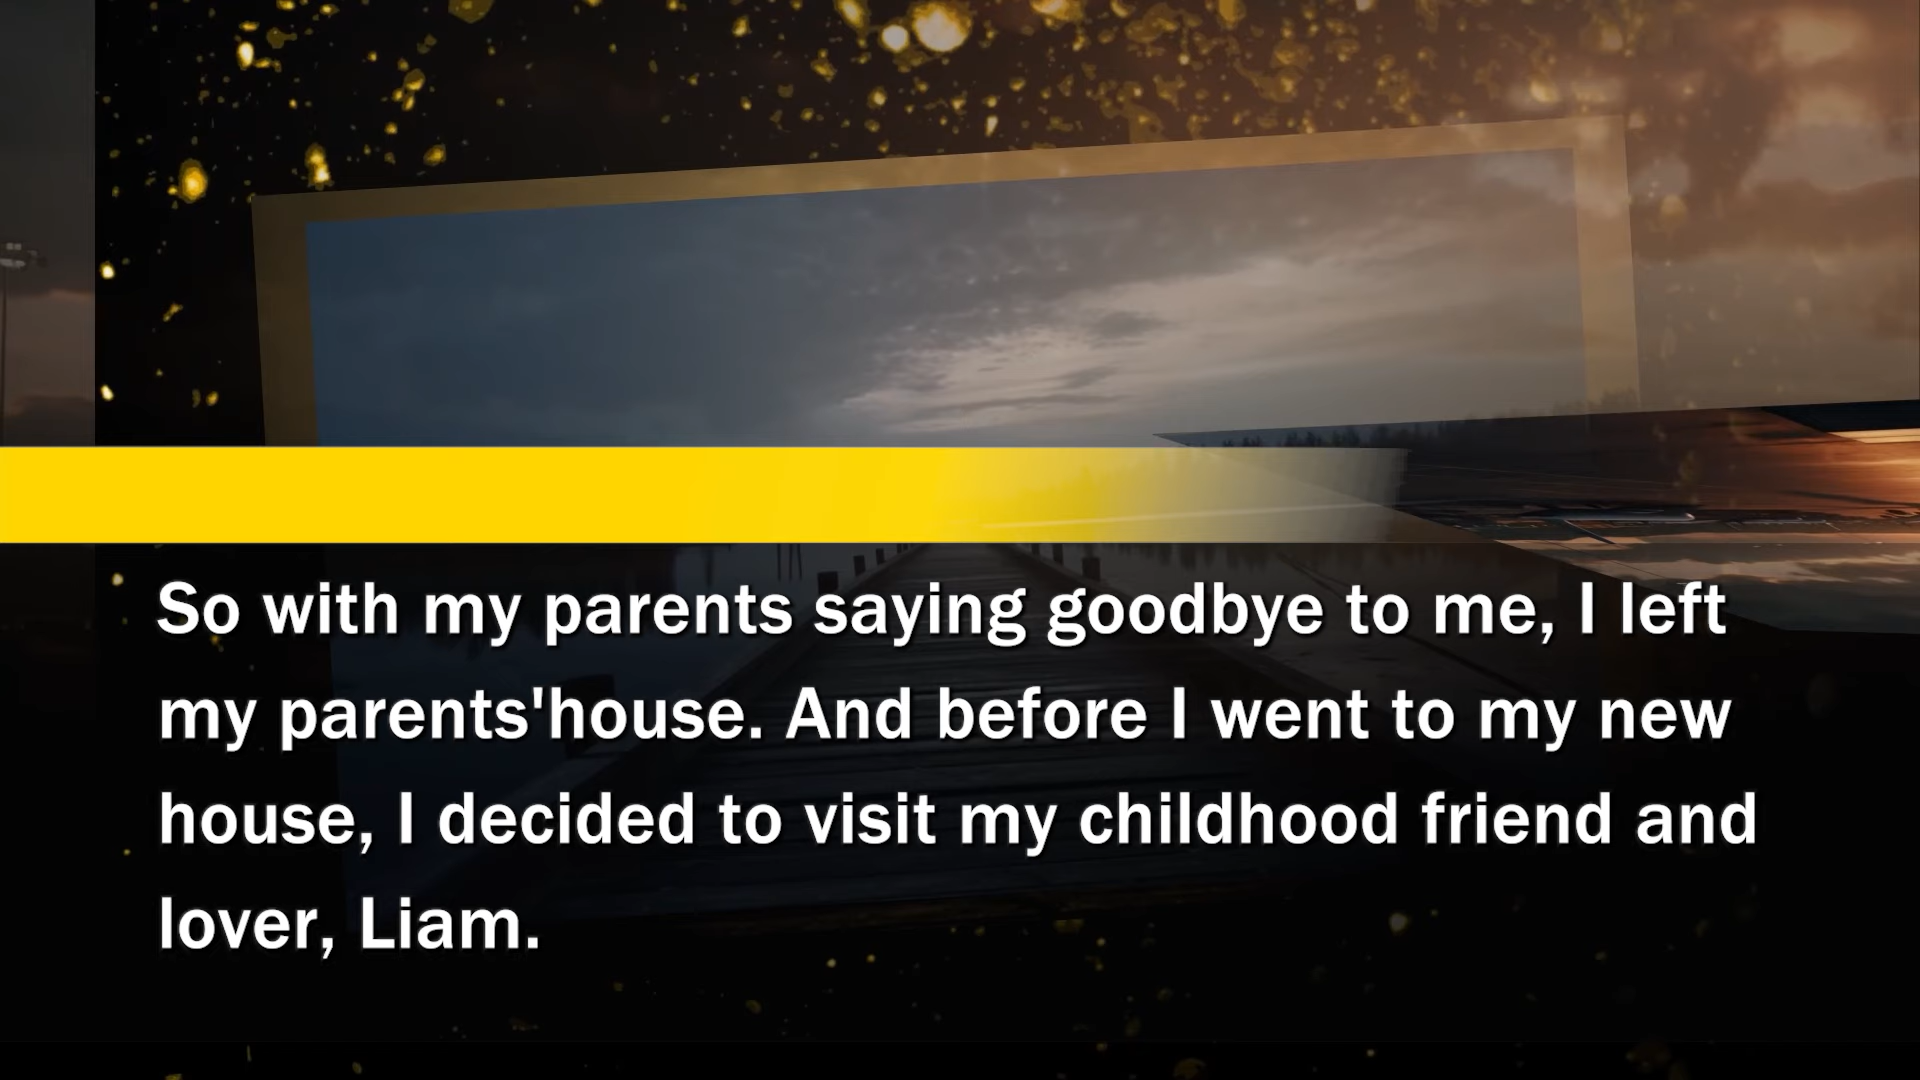 So with my parents saying goodbye to me, I left
my parents'house. And before I went to my new
house, I decided to visit my childhood friend and
lover, Liam.